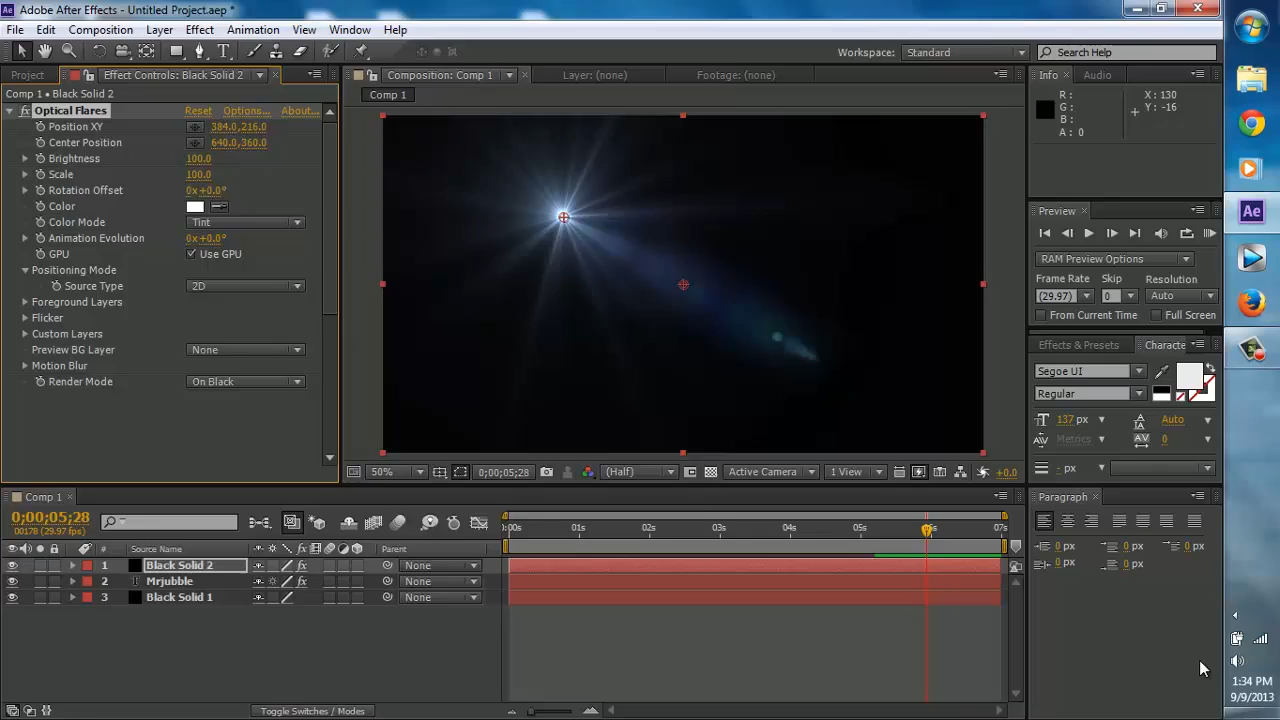 Adobe After Effects - Untitled Project.aep *
File Edit Composition Layer Effect Animation View Window Help
Workspace: Standard Search Help
Project Effect Controls: Black Solid 2 Composition: Comp 1 Layer: (none) Footage: (none) Info Audio
Comp 1 • Black Solid 2
Comp 1
Optical Flares Reset Options... About...
Position XY 384.0,216.0
Center Position 640.0,360.0
Brightness 100.0
Scale 100.0
Rotation Offset 0x+0.0°
Color
Color Mode Tint
Animation Evolution 0x+0.0°
GPU Use GPU
Positioning Mode
Source Type 2D
Foreground Layers
Flicker
Custom Layers
Preview BG Layer None
Motion Blur
Render Mode On Black
R : X : 130
G : Y : -16
B :
A : 0
Preview
RAM Preview Options
Frame Rate Skip Resolution
(29.97) 0 Auto
From Current Time Full Screen
Effects & Presets Characte
Segoe UI
Regular
137 px Auto
Metrics 0
- px
50% 0;00;05;28 (Half) Active Camera 1 View +0.0
Comp 1
0;00;05;28
00178 (29.97 fps)
:00s 01s 02s 03s 04s 05s 07s
# Source Name Parent
1 Black Solid 2 None
2 Mrjubble None
3 Black Solid 1 None
Toggle Switches / Modes
Paragraph
0 px 0 px 0 px
0 px 0 px
1:34 PM
9/9/2013